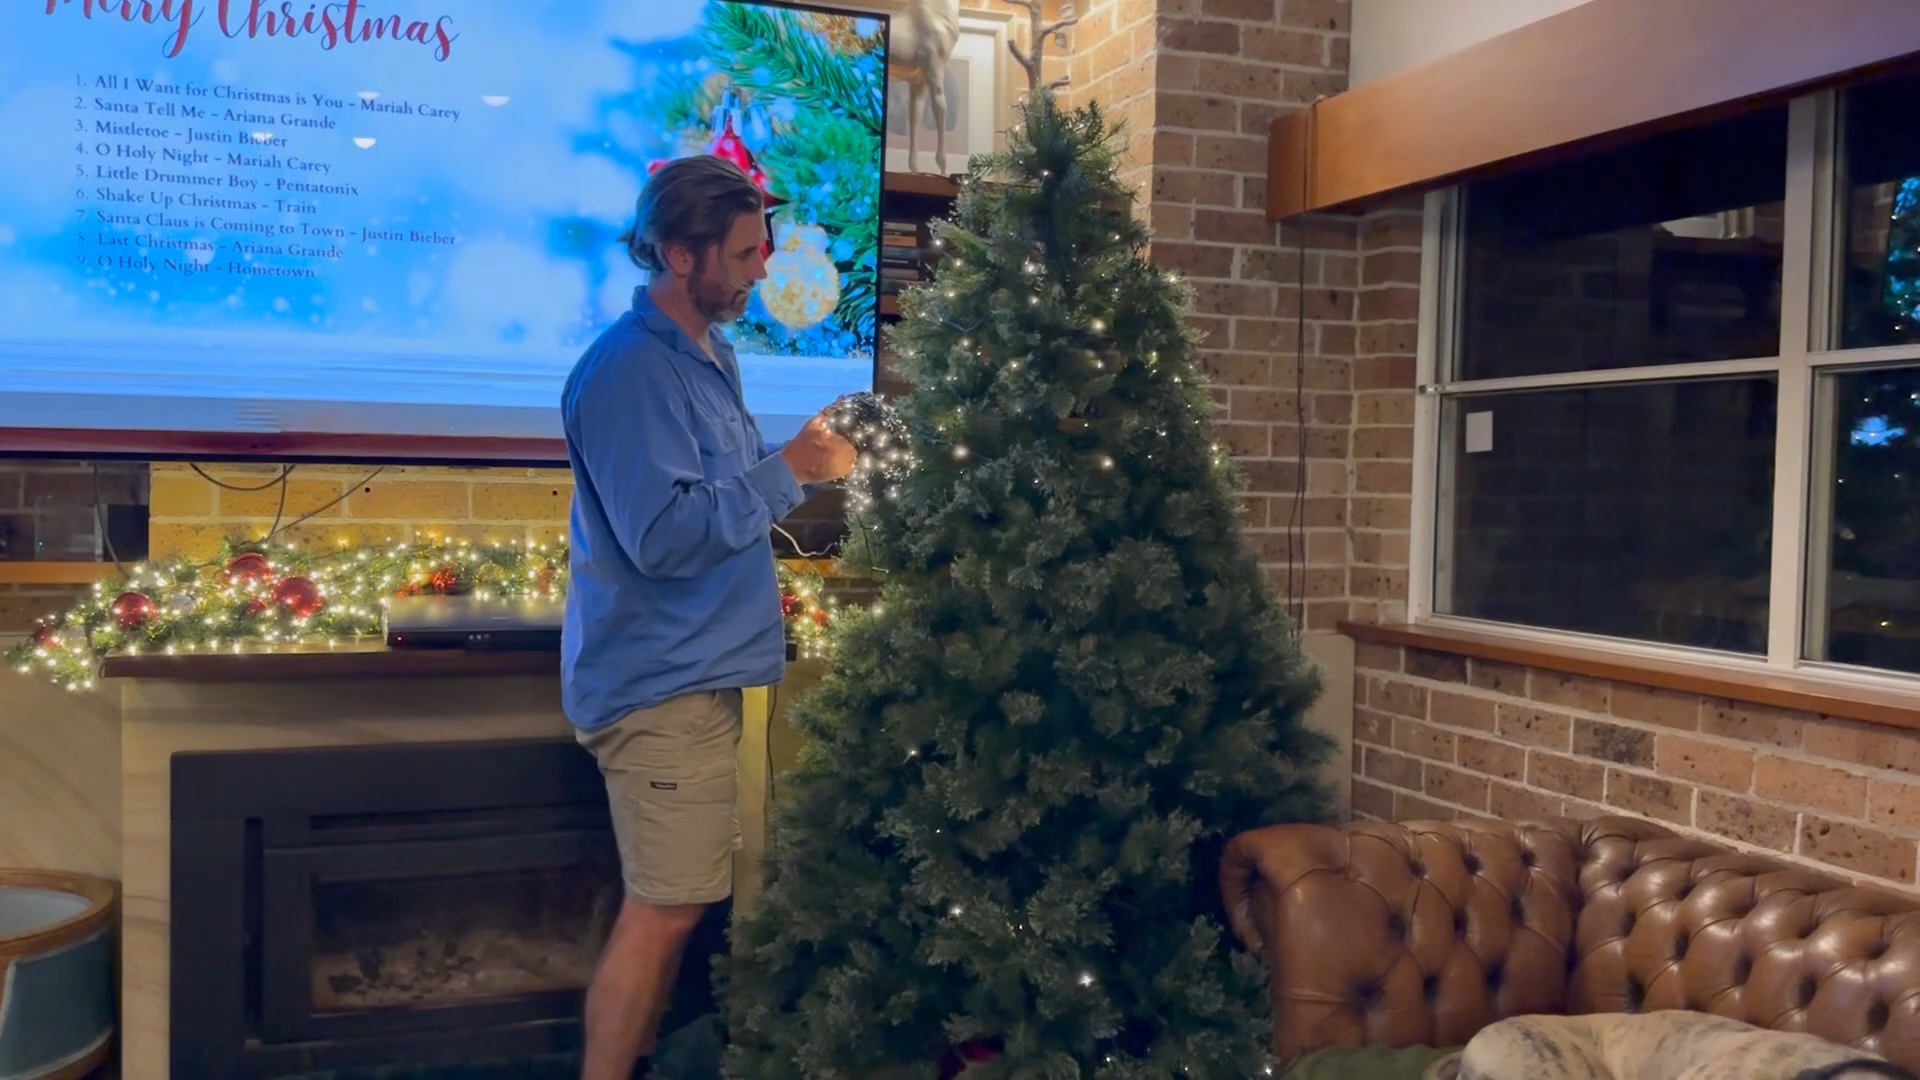 Merry Christmas
1. All I Want for Christmas is You - Mariah Carey
2. Santa Tell Me - Ariana Grande
3. Mistletoe - Justin Bieber
4. O Holy Night - Mariah Carey
5. Little Drummer Boy - Pentatonix
6. Shake Up Christmas - Train
7. Santa Claus is Coming to Town - Justin Bieber
8. Last Christmas - Ariana Grande
9. O Holy Night - Hometown